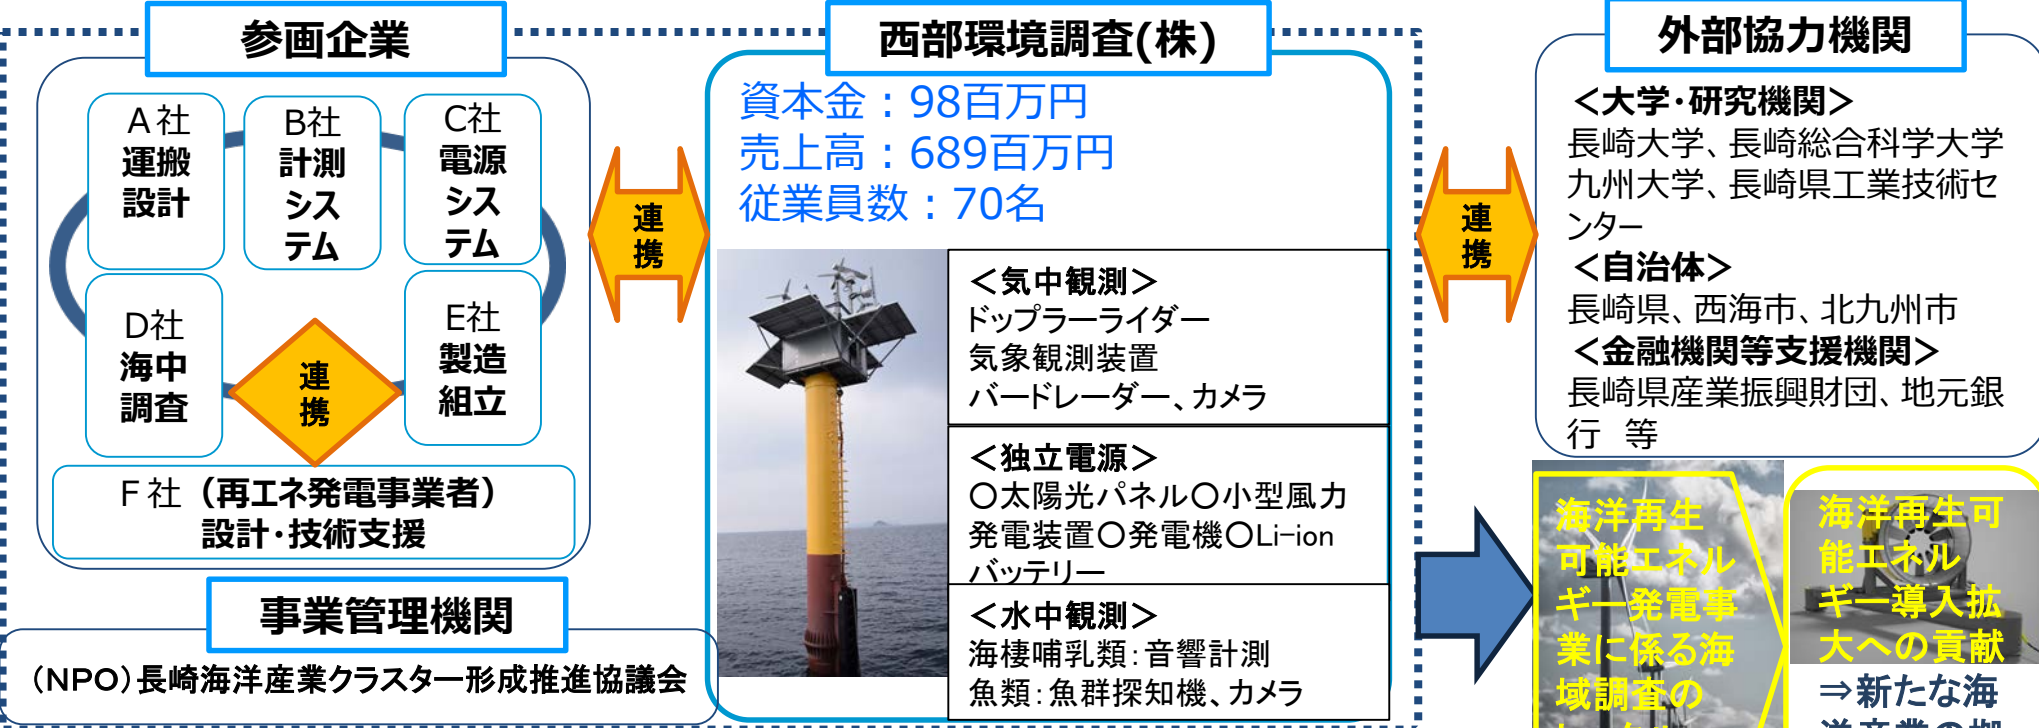 参画企業
A社
運搬
設計
B社
計測
シス
テム
C社
電源
シス
テム
D社
海中
調査
連
携
E社
製造
組立
F社（再エネ発電事業者）
設計・技術支援
事業管理機関
（NPO）長崎海洋産業クラスター形成推進協議会
連
携
西部環境調査(株)
資本金：98百万円
売上高：689百万円
従業員数：70名
＜気中観測＞
ドップラーライダー
気象観測装置
バードレーダー、カメラ
＜独立電源＞
〇太陽光パネル〇小型風力
発電装置〇発電機〇Li-ion
バッテリー
＜水中観測＞
海棲哺乳類：音響計測
魚類：魚群探知機、カメラ
連
携
外部協力機関
＜大学・研究機関＞
長崎大学、長崎総合科学大学
九州大学、長崎県工業技術セ
ンター
＜自治体＞
長崎県、西海市、北九州市
＜金融機関等支援機関＞
長崎県産業振興財団、地元銀
行 等
海洋再生
可能エネル
ギー発電事
業に係る海
域調査の
海洋再生可
能エネル
ギー導入拡
大への貢献
⇒新たな海
洋産業の拠